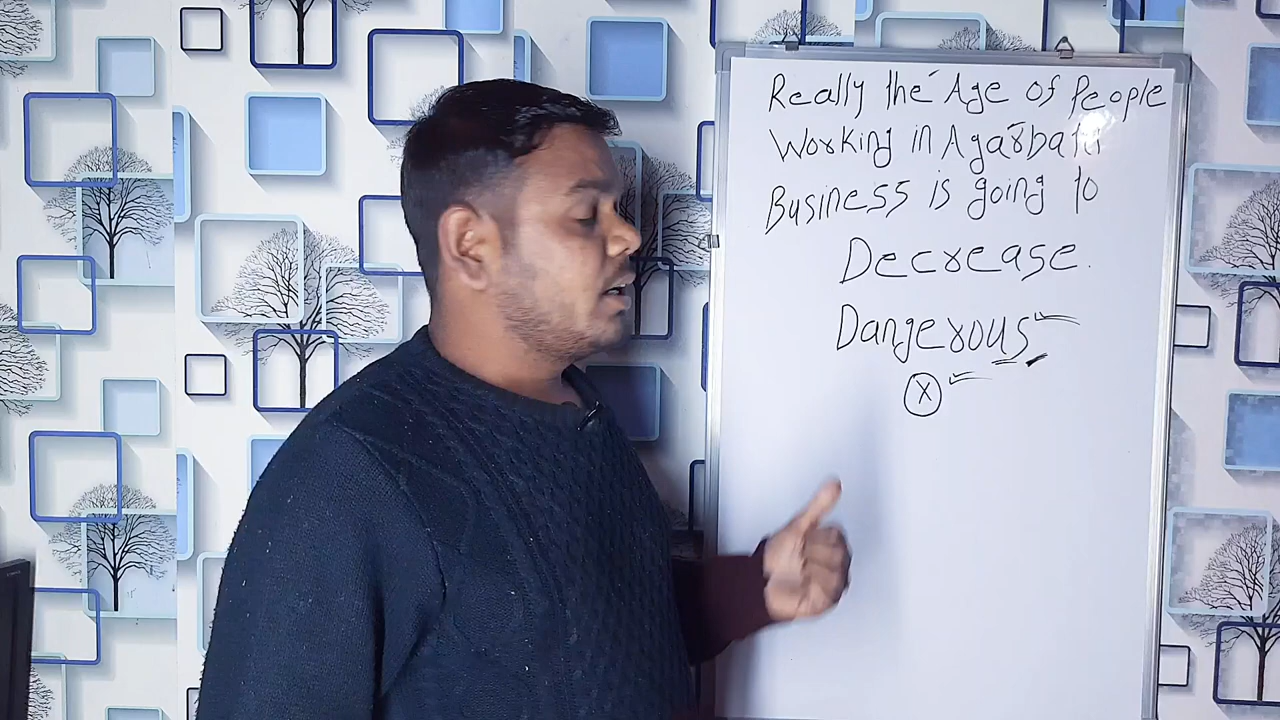 Really the Age of People
Working in Agarbatti
Business is going to
Decrease.
Dangerous
X